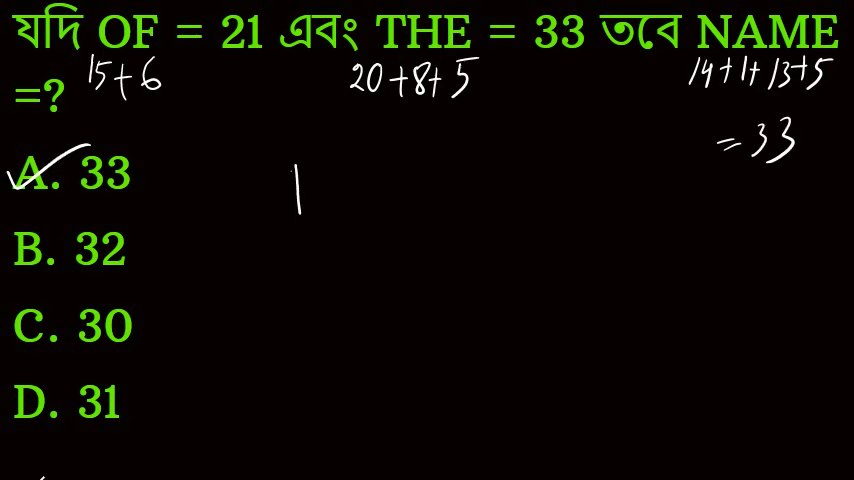 যদি OF = 21 এবং THE = 33 তবে NAME
=? 15+6 20+8+5 14+1+13+5
= 33
A. 33
B. 32
C. 30
D. 31